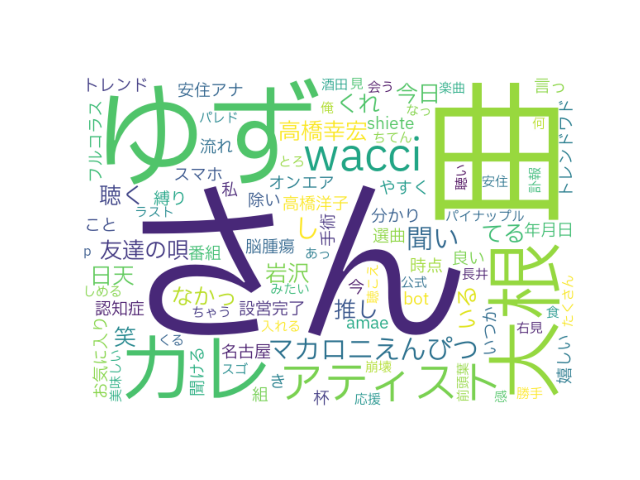 トレンド
安住アナ
酒田
見
会う
楽曲
言っ
ゆず
曲
フルコラス
バレド
俺
くれ
今日
なっ
何
流れ
高橋幸宏
shiete
ちてん
トレンドワド
スマホ
とろ
wacci
聴い
安住
訃報
聴く
縛り
私
オンエア
やすく
ラスト
除い
高橋洋子
分かり
パイナップル
さん
こと
し
手術
選曲
てる
年月日
p
友達の唄
番組
脳腫瘍
あっ
聞い
大根
日天
岩沢
時点
良い
長井
しめる
なかっ
みたい
今
公式
いる
たくさん
認知症
ちゃう
設営完了
推し
bot
食
笑
入れる
amae
いつか
右見
お気に入り
くる
名古屋
マカロニえんぴつ
嬉しい
カレ
アティスト
美味しい
聞ける
スゴ
き
崩壊
前頭葉
組
杯
応援
感
勝手